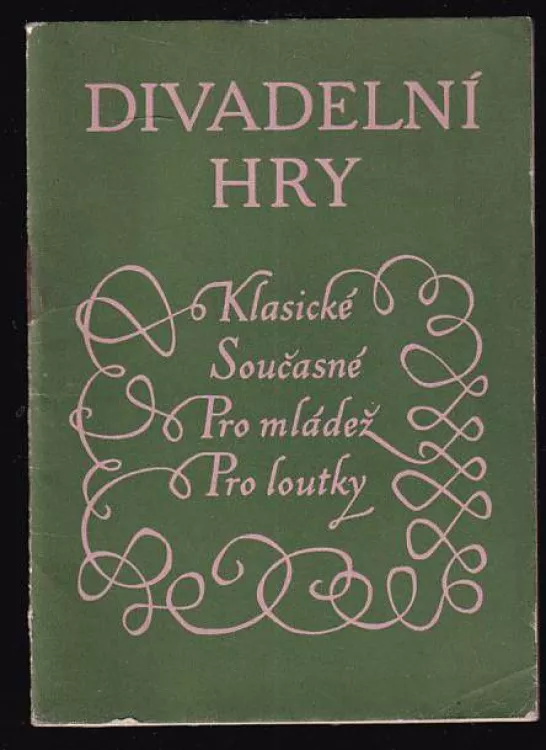 DIVADELNÍ
HRY
Klasické
Současné
Pro mládež
Pro loutky